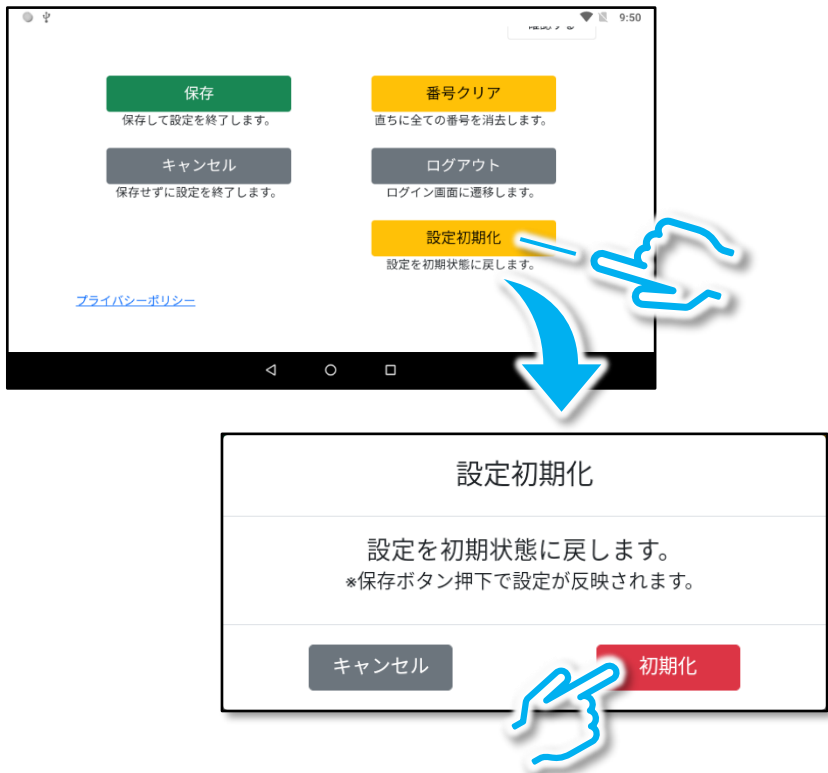 9:50
保存
番号クリア
保存して設定を終了します。
直ちに全ての番号を消去します。
キャンセル
ログアウト
保存せずに設定を終了します。
ログイン画面に遷移します。
設定初期化
設定を初期状態に戻します。
プライバシーポリシー
設定初期化
設定を初期状態に戻します。
*保存ボタン押下で設定が反映されます。
キャンセル
初期化